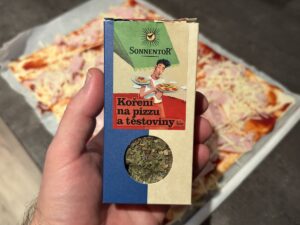 SONNENTOR
Koření
na pizzu
a těstoviny